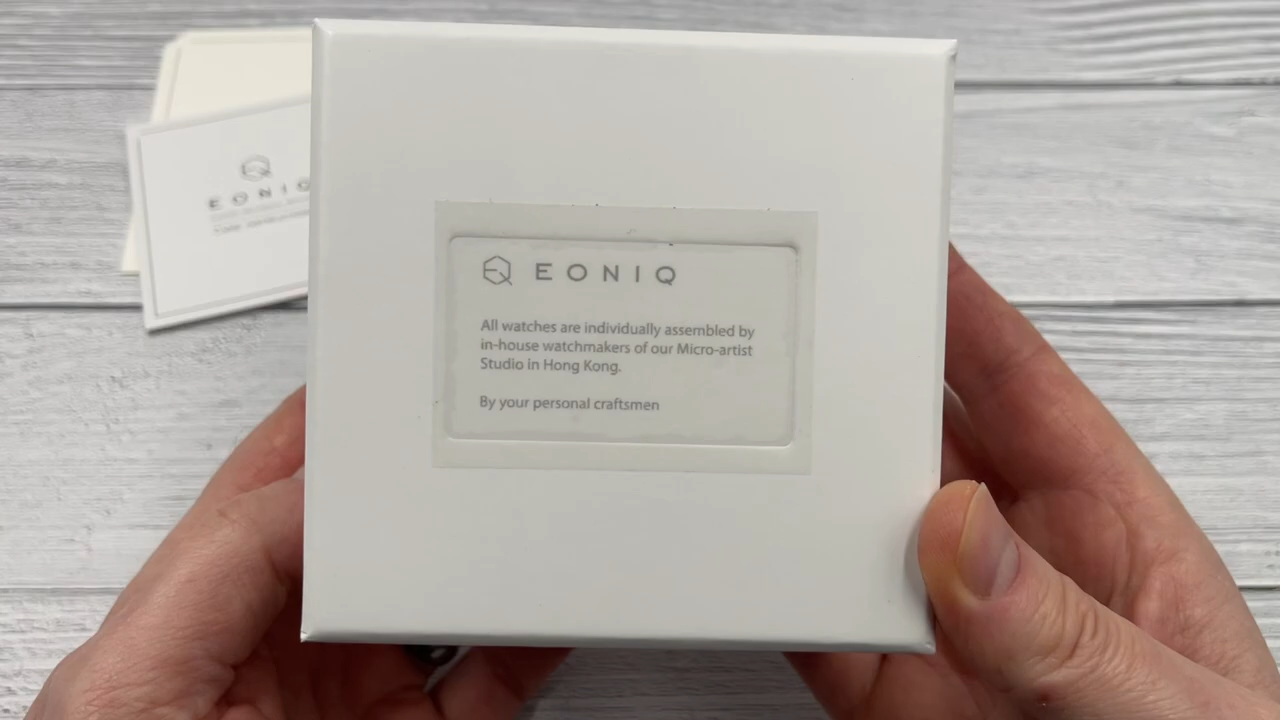 EONIQ
EONIQ
All watches are individually assembled by
in-house watchmakers of our Micro-artist
Studio in Hong Kong.
By your personal craftsmen